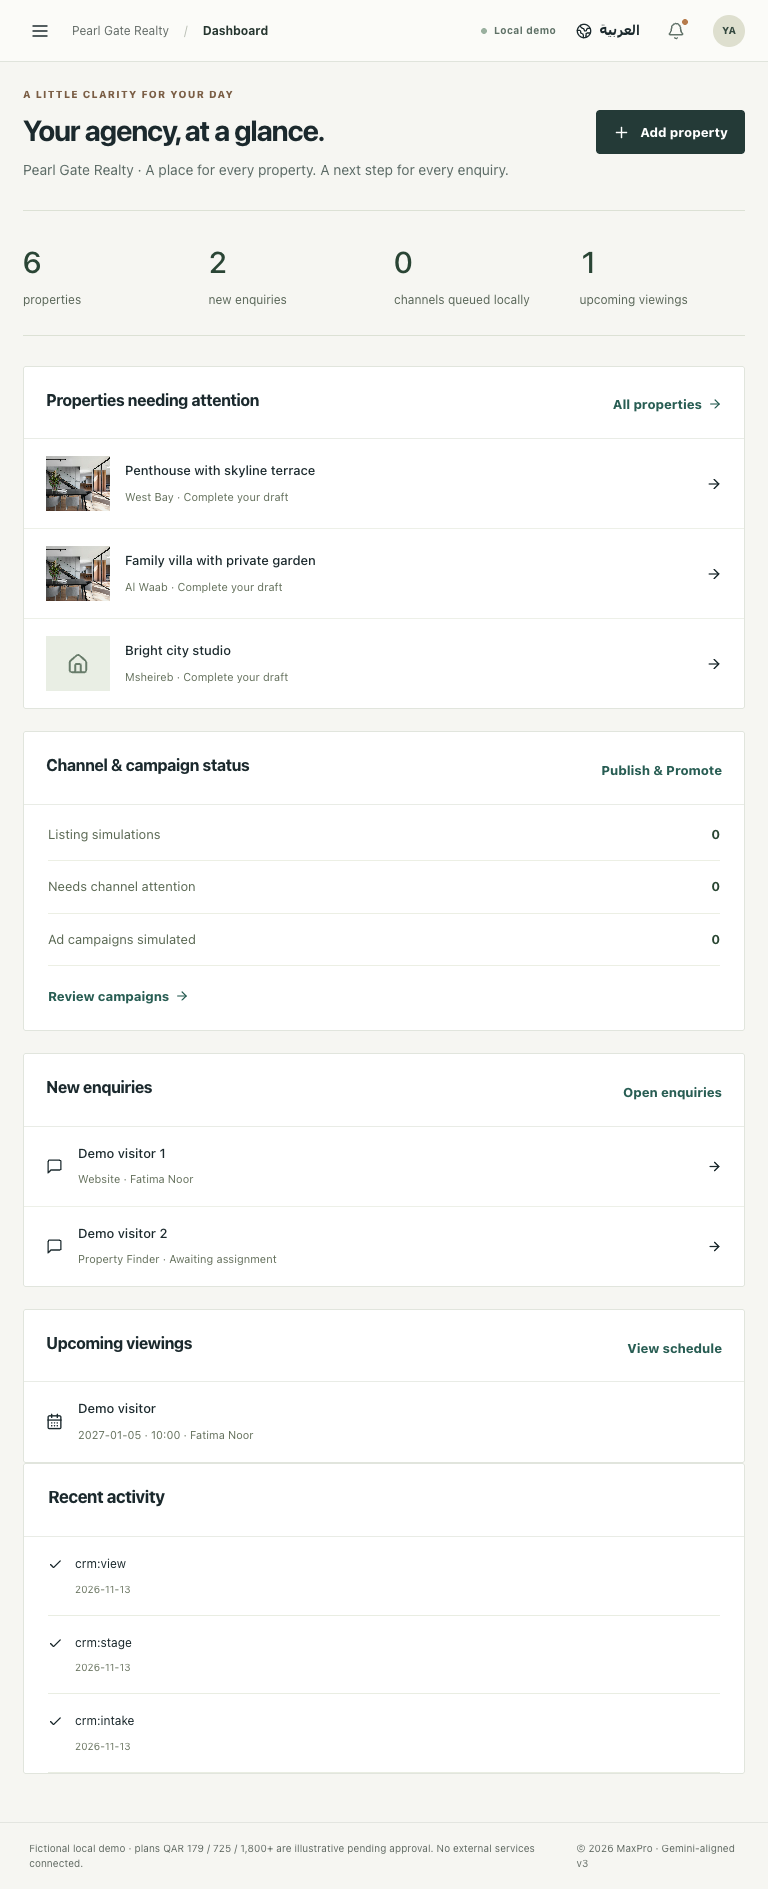 Pearl Gate Realty / Dashboard
Local demo
العربية
YA
A LITTLE CLARITY FOR YOUR DAY
Your agency, at a glance.
Add property
Pearl Gate Realty · A place for every property. A next step for every enquiry.
6
properties
2
new enquiries
0
channels queued locally
1
upcoming viewings
Properties needing attention
All properties →
Penthouse with skyline terrace
West Bay · Complete your draft
Family villa with private garden
Al Waab · Complete your draft
Bright city studio
Msheireb · Complete your draft
Channel & campaign status
Publish & Promote
Listing simulations 0
Needs channel attention 0
Ad campaigns simulated 0
Review campaigns →
New enquiries
Open enquiries
Demo visitor 1
Website · Fatima Noor
Demo visitor 2
Property Finder · Awaiting assignment
Upcoming viewings
View schedule
Demo visitor
2027-01-05 · 10:00 · Fatima Noor
Recent activity
crm:view
2026-11-13
crm:stage
2026-11-13
crm:intake
2026-11-13
Fictional local demo · plans QAR 179 / 725 / 1,800+ are illustrative pending approval. No external services
connected.
© 2026 MaxPro · Gemini-aligned
v3